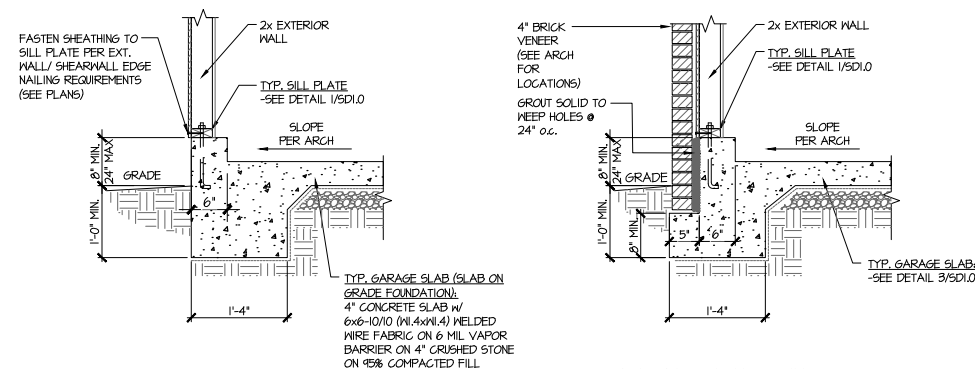 FASTEN SHEATHING TO
SILL PLATE PER EXT.
WALL/ SHEARWALL EDGE
NAILING REQUIREMENTS
(SEE PLANS)
2x EXTERIOR
WALL
TYP. SILL PLATE
-SEE DETAIL 1/SD1.0
SLOPE
PER ARCH
8" MIN.
24" MAX
GRADE
1'-0" MIN.
6"
1'-4"
TYP. GARAGE SLAB (SLAB ON
GRADE FOUNDATION):
4" CONCRETE SLAB W/
6x6-10/10 (W1.4xW1.4) WELDED
WIRE FABRIC ON 6 MIL VAPOR
BARRIER ON 4" CRUSHED STONE
ON 95% COMPACTED FILL
4" BRICK
VENEER
(SEE ARCH
FOR
LOCATIONS)
GROUT SOLID TO
WEEP HOLES @
24" o.c.
2x EXTERIOR WALL
TYP. SILL PLATE
-SEE DETAIL 1/SD1.0
SLOPE
PER ARCH
8" MIN.
24" MAX
GRADE
1'-0" MIN.
8" MIN.
5"
6"
1'-4"
TYP. GARAGE SLAB:
-SEE DETAIL 3/SD1.0